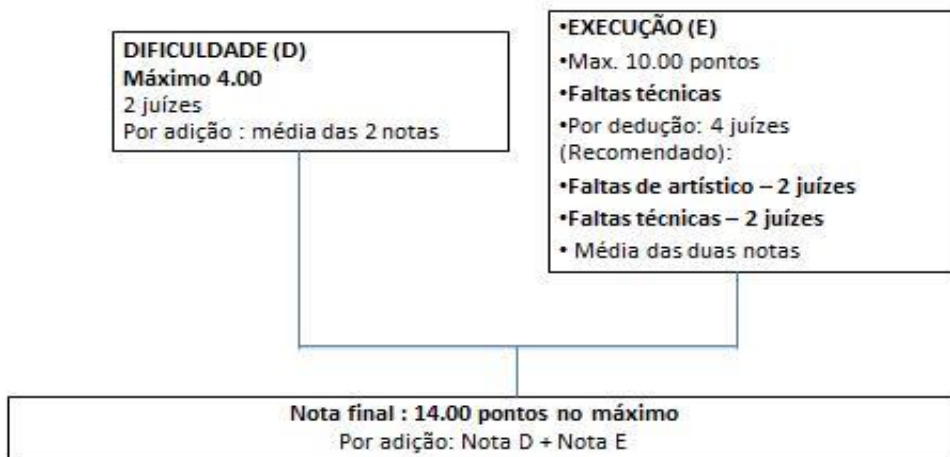 DIFICULDADE (D)
Máximo 4.00
2 juízes
Por adição : média das 2 notas
•EXECUÇÃO (E)
•Max. 10.00 pontos
•Faltas técnicas
•Por dedução: 4 juízes
(Recomendado):
•Faltas de artístico – 2 juízes
•Faltas técnicas – 2 juízes
• Média das duas notas
Nota final : 14.00 pontos no máximo
Por adição: Nota D + Nota E